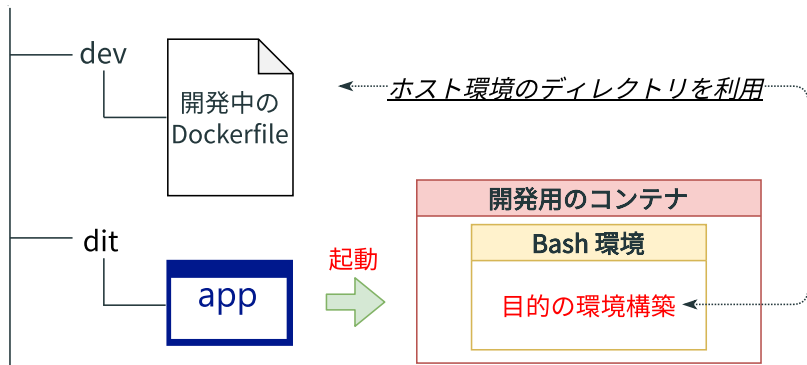 dev
開発中の
Dockerfile
ホスト環境のディレクトリを利用
dit
app
起動
開発用のコンテナ
Bash 環境
目的の環境構築